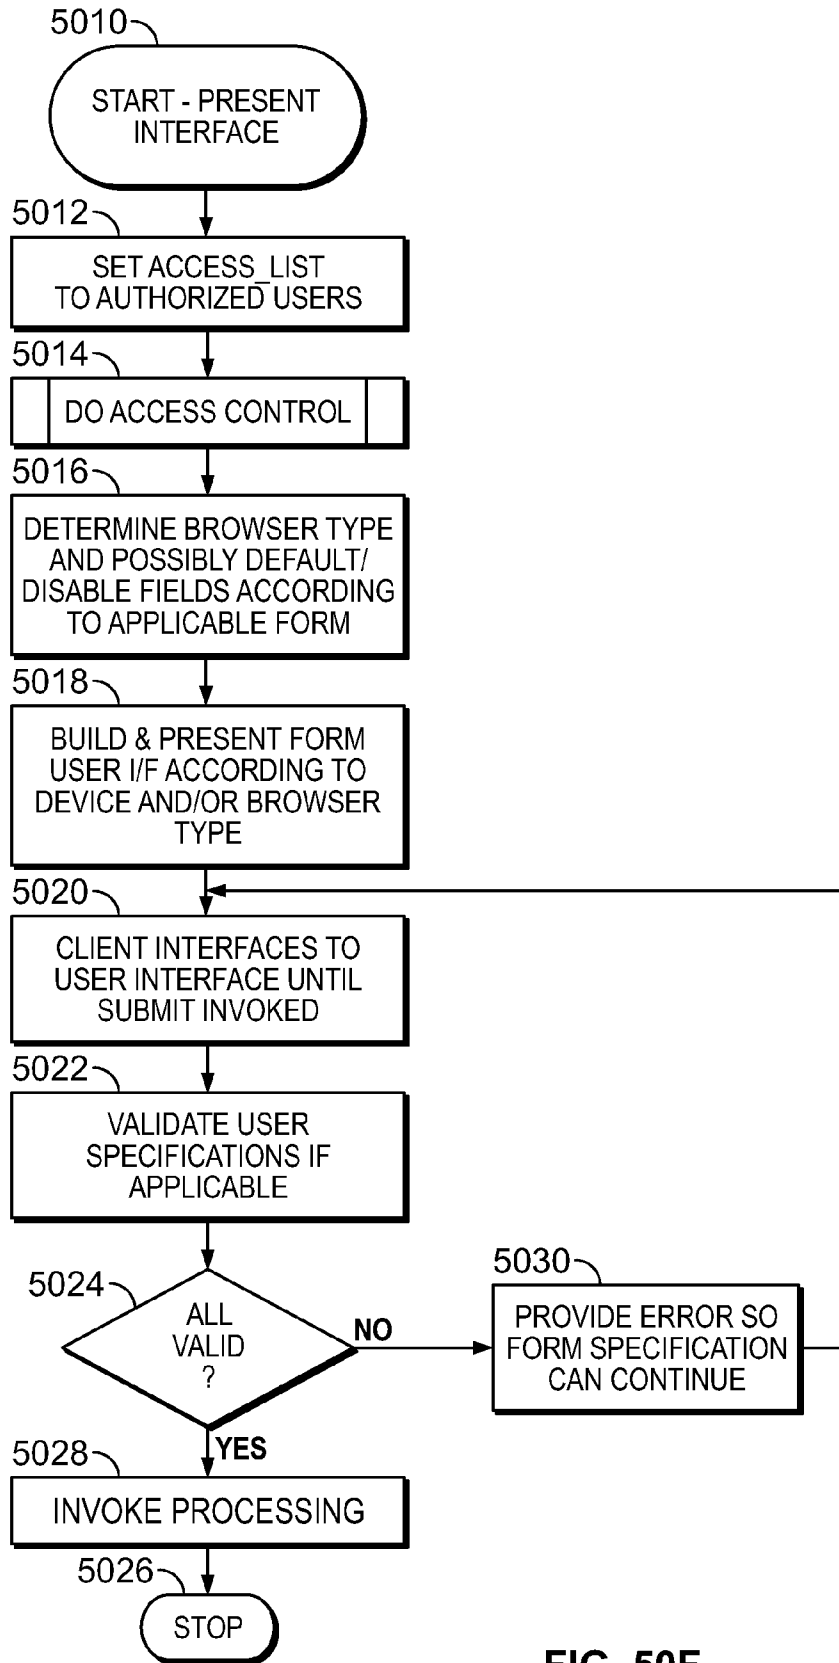 5010
START - PRESENT
INTERFACE
5012
SET ACCESS_LIST
TO AUTHORIZED USERS
5014
DO ACCESS CONTROL
5016
DETERMINE BROWSER TYPE
AND POSSIBLY DEFAULT/
DISABLE FIELDS ACCORDING
TO APPLICABLE FORM
5018
BUILD & PRESENT FORM
USER I/F ACCORDING TO
DEVICE AND/OR BROWSER
TYPE
5020
CLIENT INTERFACES TO
USER INTERFACE UNTIL
SUBMIT INVOKED
5022
VALIDATE USER
SPECIFICATIONS IF
APPLICABLE
5024
ALL
VALID
?
NO
5030
PROVIDE ERROR SO
FORM SPECIFICATION
CAN CONTINUE
YES
5028
INVOKE PROCESSING
5026
STOP
FIG.